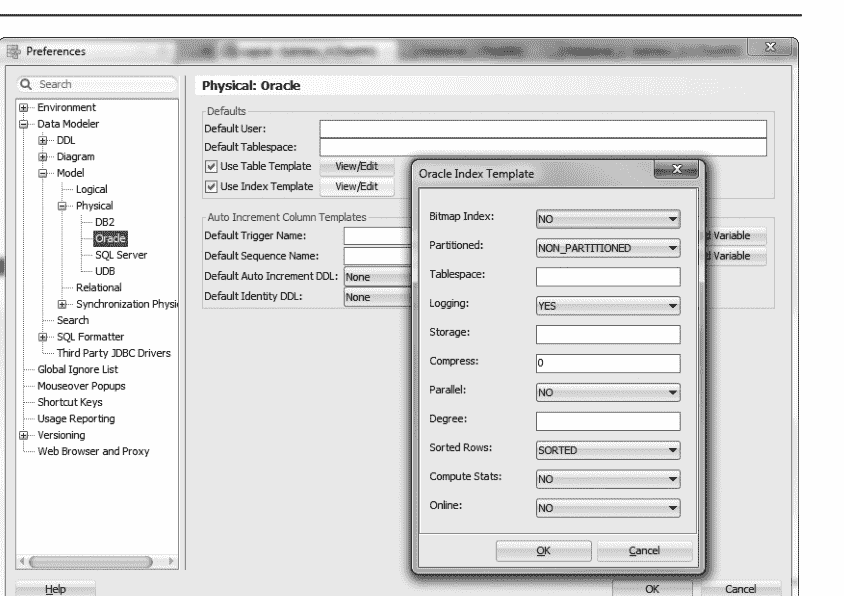 Preferences
Search
Environment
Data Modeler
DDL
Diagram
Model
Logical
Physical
DB2
Oracle
SQL Server
UDB
Relational
Synchronization Physi
Search
SQL Formatter
Third Party JDBC Drivers
Global Ignore List
Mouseover Popups
Shortcut Keys
Usage Reporting
Versioning
Web Browser and Proxy
Help
Physical: Oracle
Defaults
Default User:
Default Tablespace:
Use Table Template View/Edit
Use Index Template View/Edit
Auto Increment Column Templates
Default Trigger Name: d Variable
Default Sequence Name: d Variable
Default Auto Increment DDL: None
Default Identity DDL: None
Oracle Index Template
Bitmap Index: NO
Partitioned: NON_PARTITIONED
Tablespace:
Logging: YES
Storage:
Compress: 0
Parallel: NO
Degree:
Sorted Rows: SORTED
Compute Stats: NO
Online: NO
OK Cancel
OK Cancel